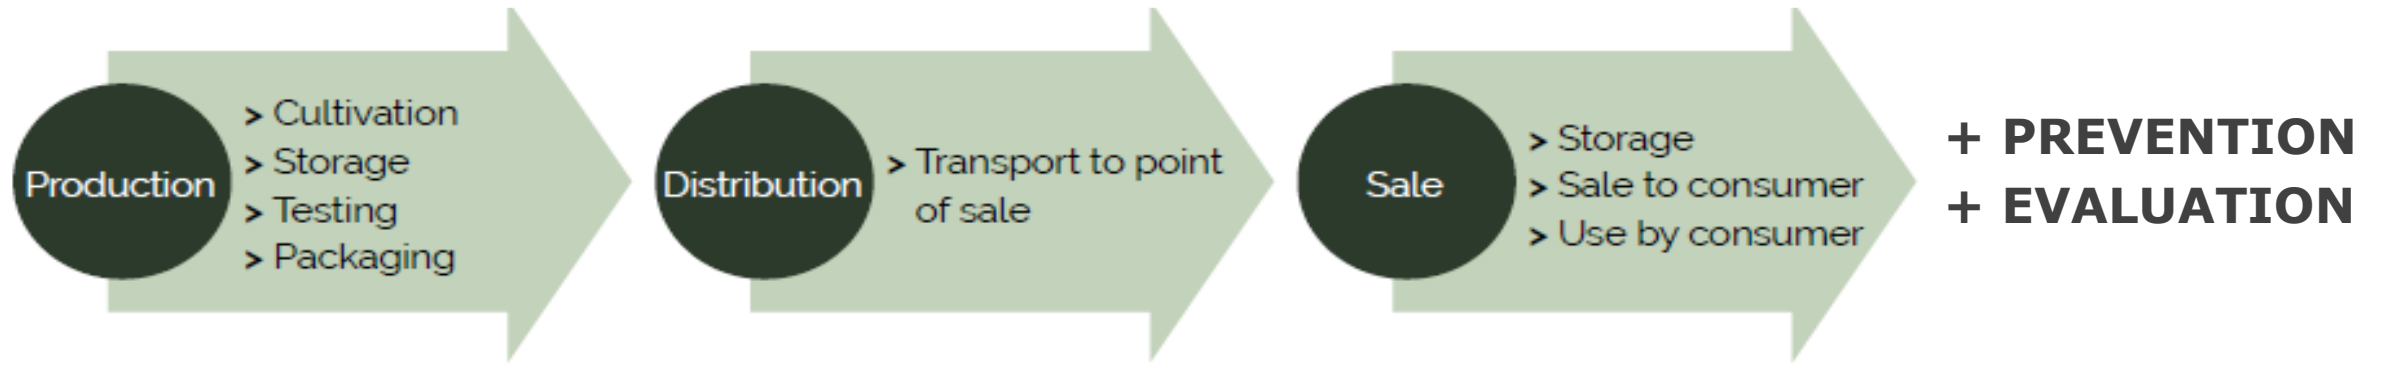 Production
> Cultivation
> Storage
> Testing
> Packaging
Distribution
> Transport to point
of sale
Sale
> Storage
> Sale to consumer
> Use by consumer
+ PREVENTION
+ EVALUATION